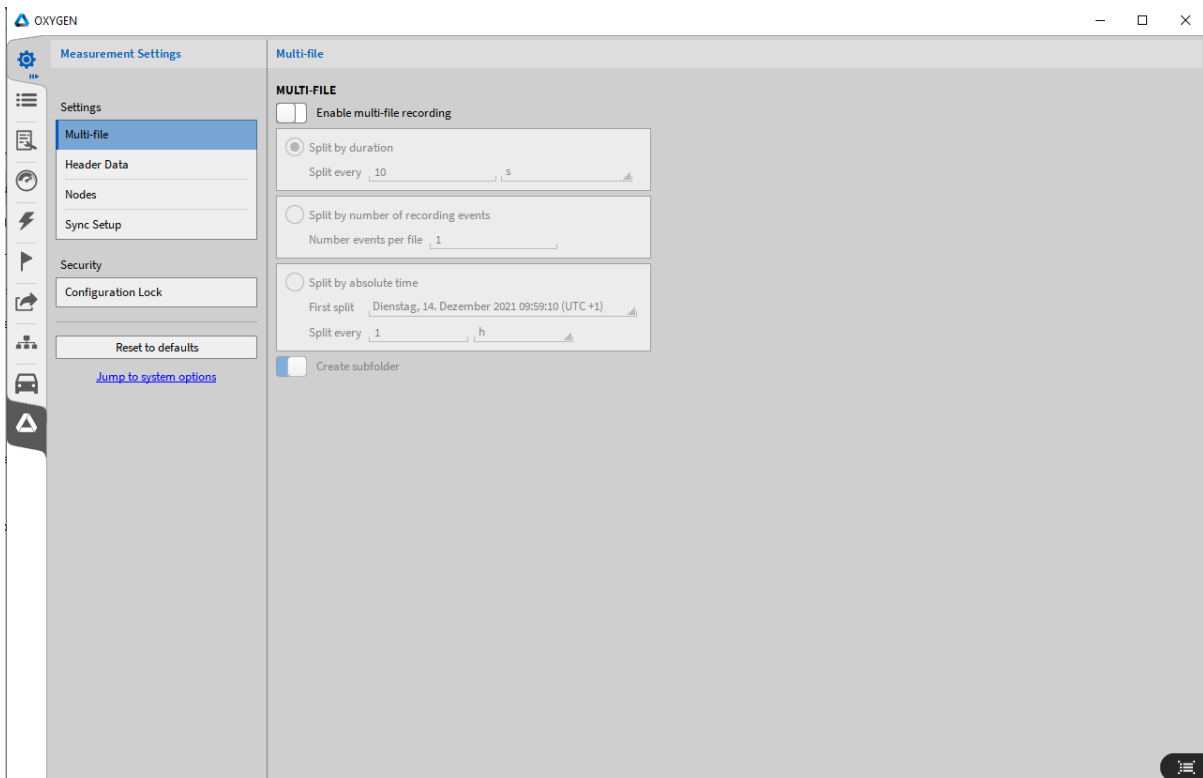 OXYGEN
Measurement Settings
Settings
Multi-file
Header Data
Nodes
Sync Setup
Security
Configuration Lock
Reset to defaults
Jump to system options
Multi-file
MULTI-FILE
Enable multi-file recording
Split by duration
Split every 10 s
Split by number of recording events
Number events per file 1
Split by absolute time
First split Dienstag, 14. Dezember 2021 09:59:10 (UTC +1)
Split every 1 h
Create subfolder